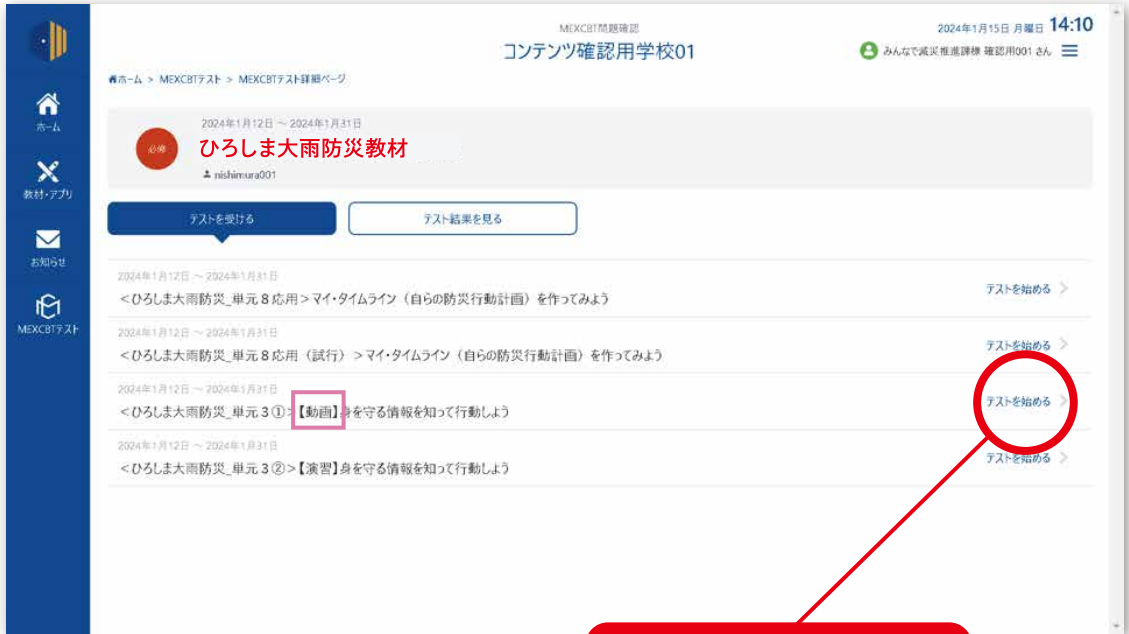 MEXCBT問題確認
コンテンツ確認用学校01
2024年1月15日 月曜日 14:10
みんなで減災推進課様 確認用001 さん
ホーム > MEXCBTテスト > MEXCBTテスト詳細ページ
ホーム
教材・アプリ
お知らせ
MEXCBTテスト
2024年1月12日 ～ 2024年1月31日
必修
ひろしま大雨防災教材
nishimura001
テストを受ける
テスト結果を見る
2024年1月12日 ～ 2024年1月31日
＜ひろしま大雨防災_単元８応用＞マイ・タイムライン（自らの防災行動計画）を作ってみよう
テストを始める
2024年1月12日 ～ 2024年1月31日
＜ひろしま大雨防災_単元８応用（試行）＞マイ・タイムライン（自らの防災行動計画）を作ってみよう
テストを始める
2024年1月12日 ～ 2024年1月31日
＜ひろしま大雨防災_単元３①＞【動画】身を守る情報を知って行動しよう
テストを始める
2024年1月12日 ～ 2024年1月31日
＜ひろしま大雨防災_単元３②＞【演習】身を守る情報を知って行動しよう
テストを始める